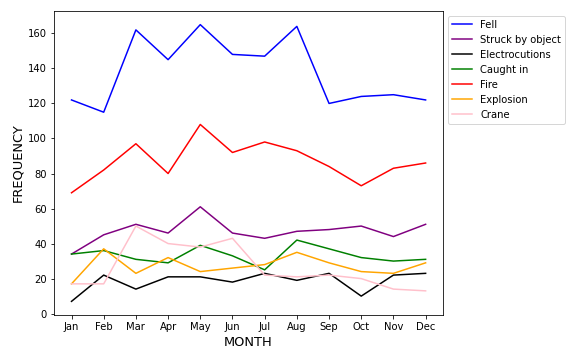 160
140
120
100
80
60
40
20
0
FREQUENCY
Jan Feb Mar Apr May Jun Jul Aug Sep Oct Nov Dec
MONTH
Fell
Struck by object
Electrocutions
Caught in
Fire
Explosion
Crane